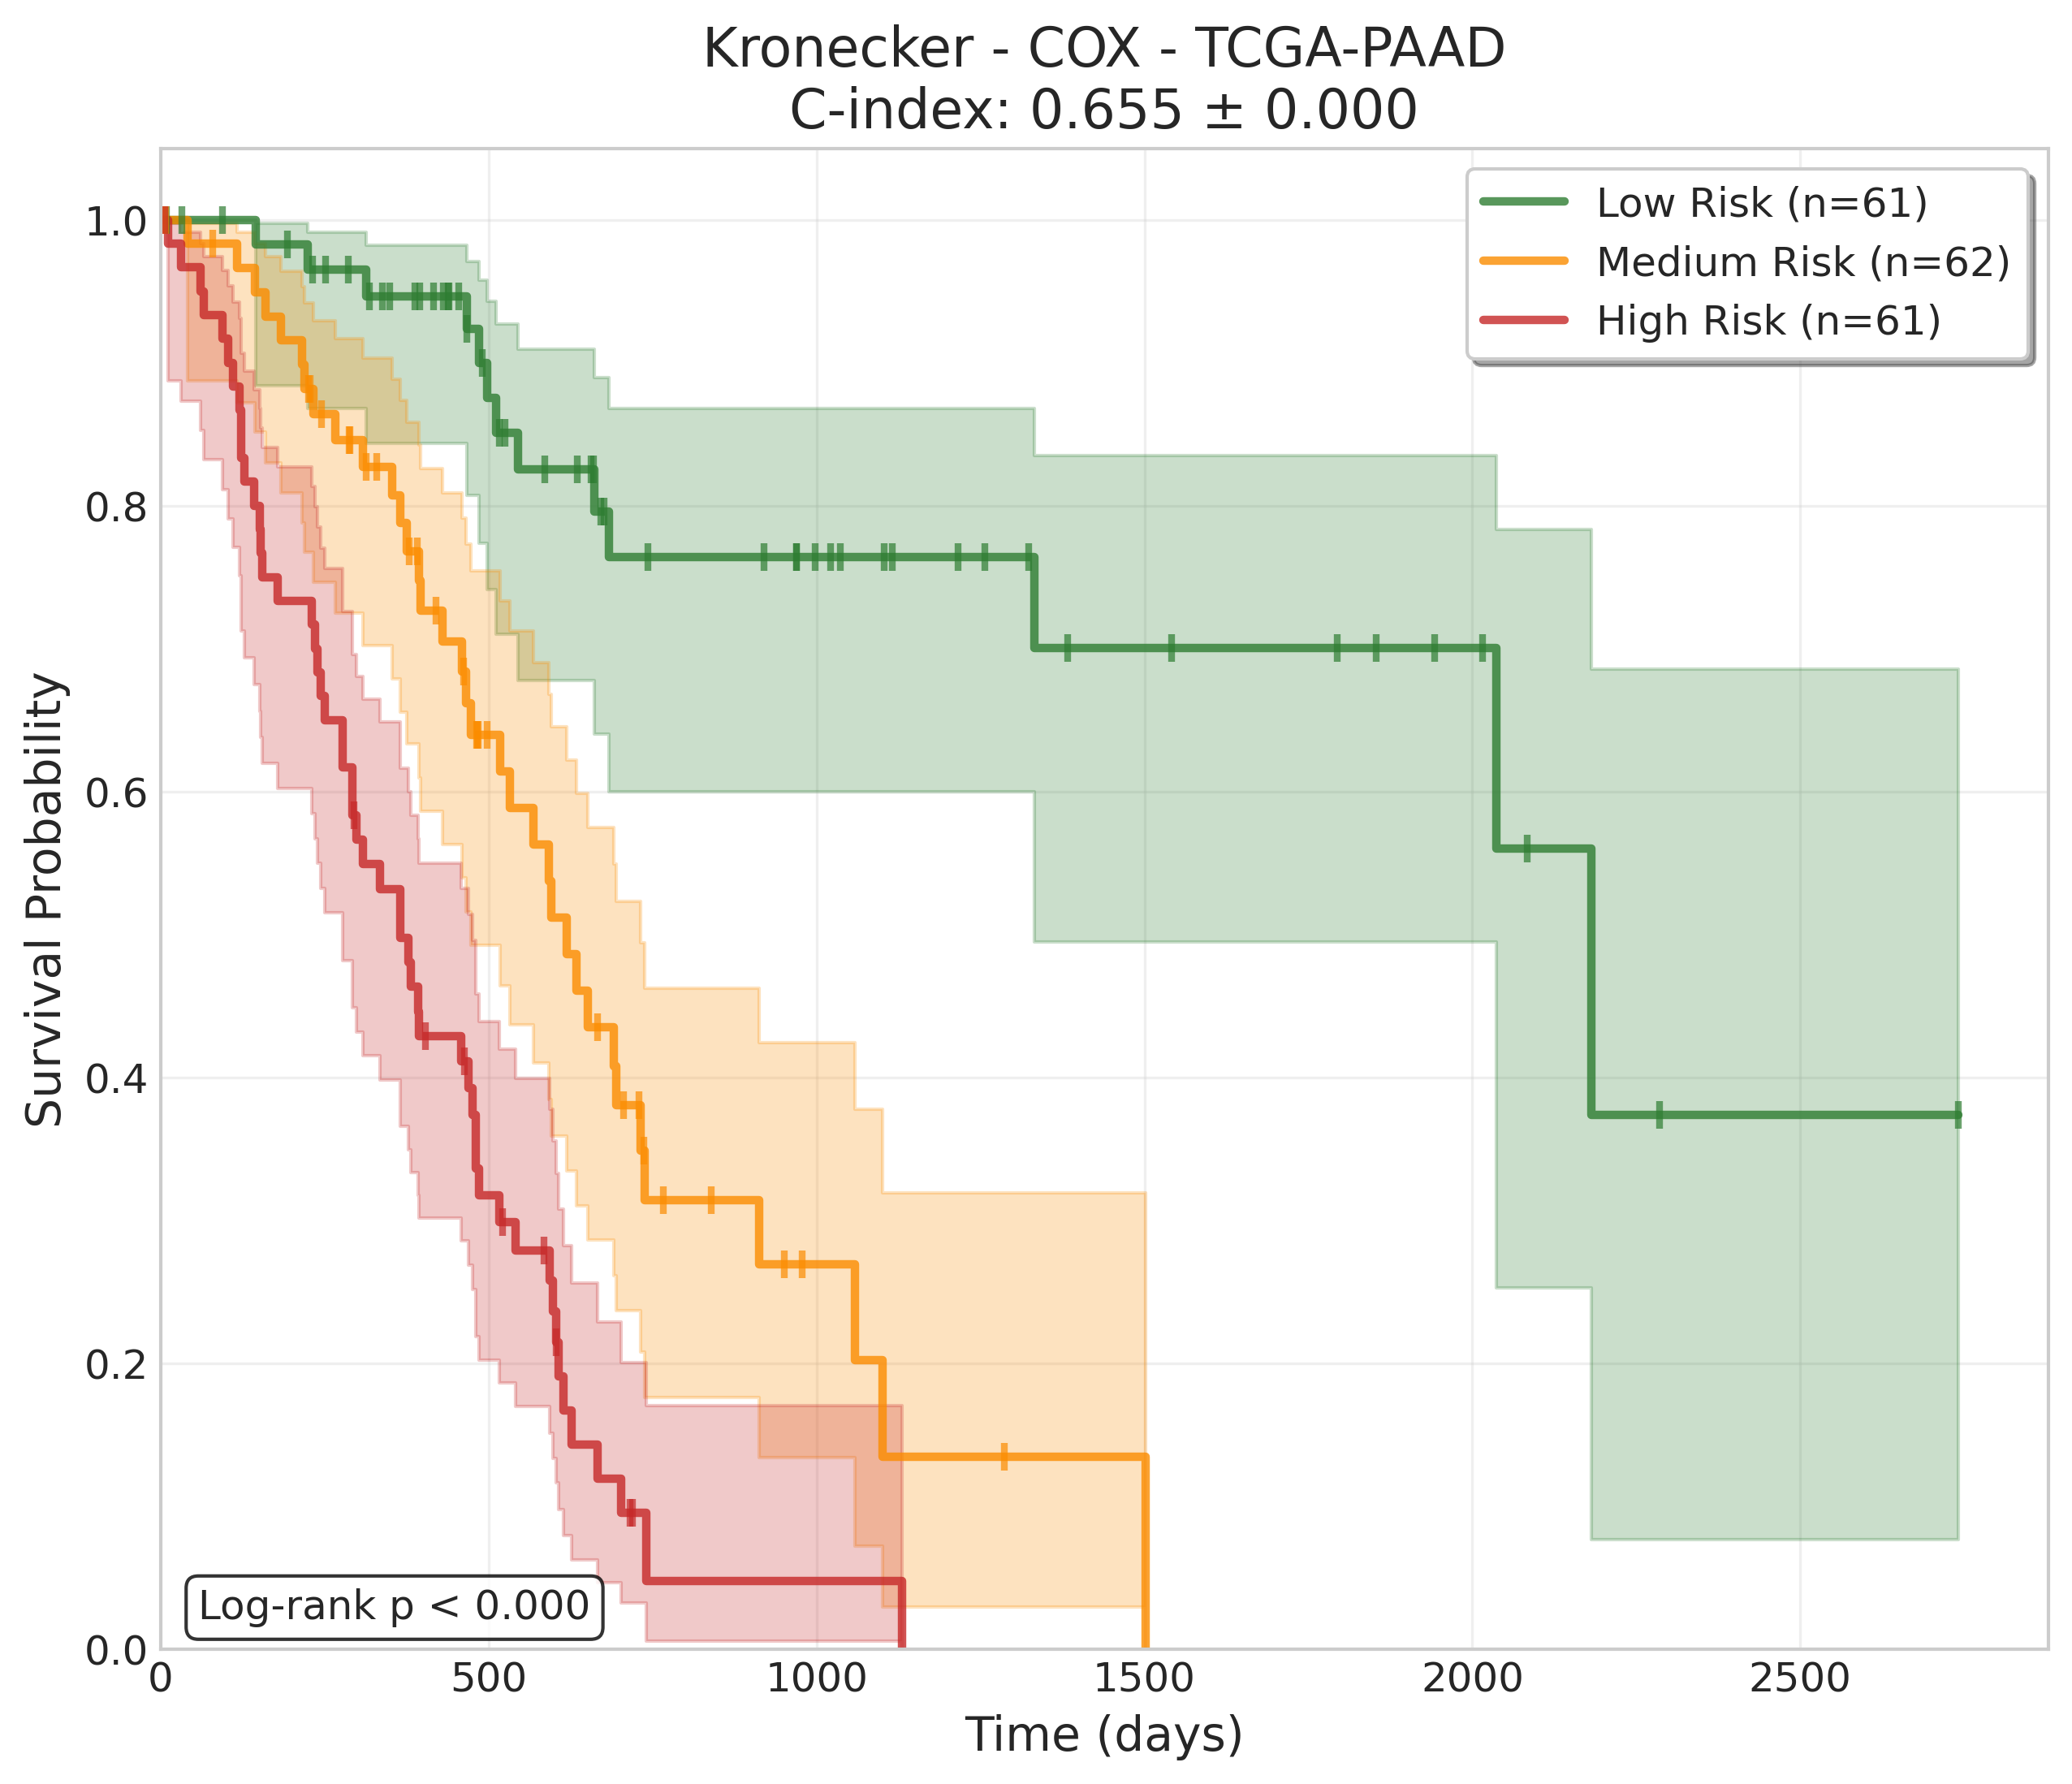 Kronecker - COX - TCGA-PAAD
C-index: 0.655 ± 0.000
Low Risk (n=61)
Medium Risk (n=62)
High Risk (n=61)
Survival Probability
1.0
0.8
0.6
0.4
0.2
0.0
Log-rank p < 0.000
0 500 1000 1500 2000 2500
Time (days)